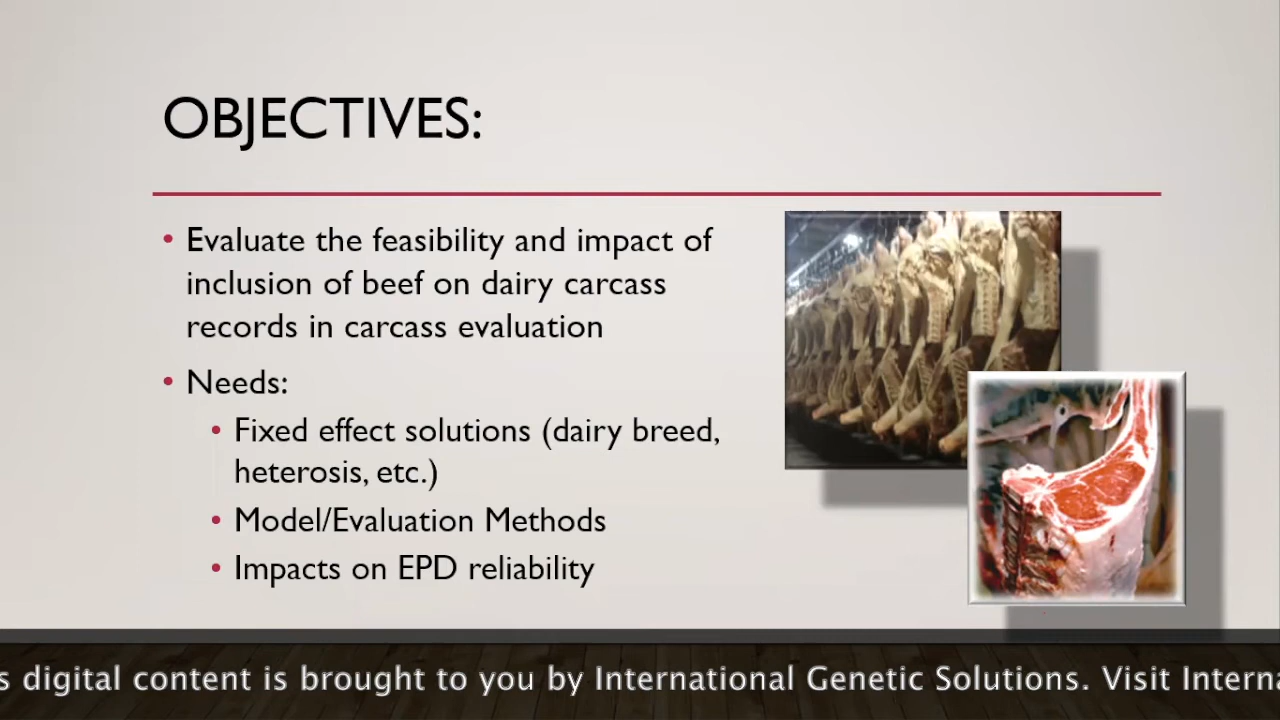 OBJECTIVES:
• Evaluate the feasibility and impact of
inclusion of beef on dairy carcass
records in carcass evaluation
• Needs:
• Fixed effect solutions (dairy breed,
heterosis, etc.)
• Model/Evaluation Methods
• Impacts on EPD reliability
s digital content is brought to you by International Genetic Solutions. Visit Interna